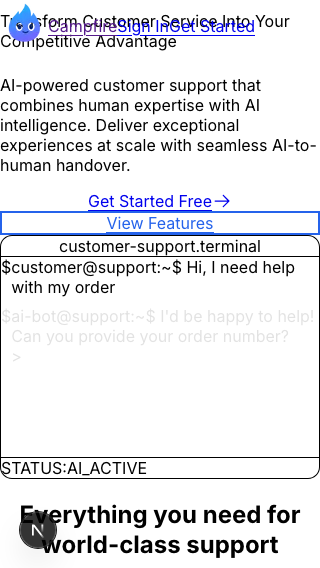 CampfireSign InGet Started
Transform Customer Service Into Your
Competitive Advantage
AI-powered customer support that
combines human expertise with AI
intelligence. Deliver exceptional
experiences at scale with seamless AI-to-
human handover.
Get Started Free
View Features
customer-support.terminal
$customer@support:~$ Hi, I need help
with my order
$ai-bot@support:~$ I'd be happy to help!
Can you provide your order number?
>
STATUS:AI_ACTIVE
Everything you need for
world-class support
N